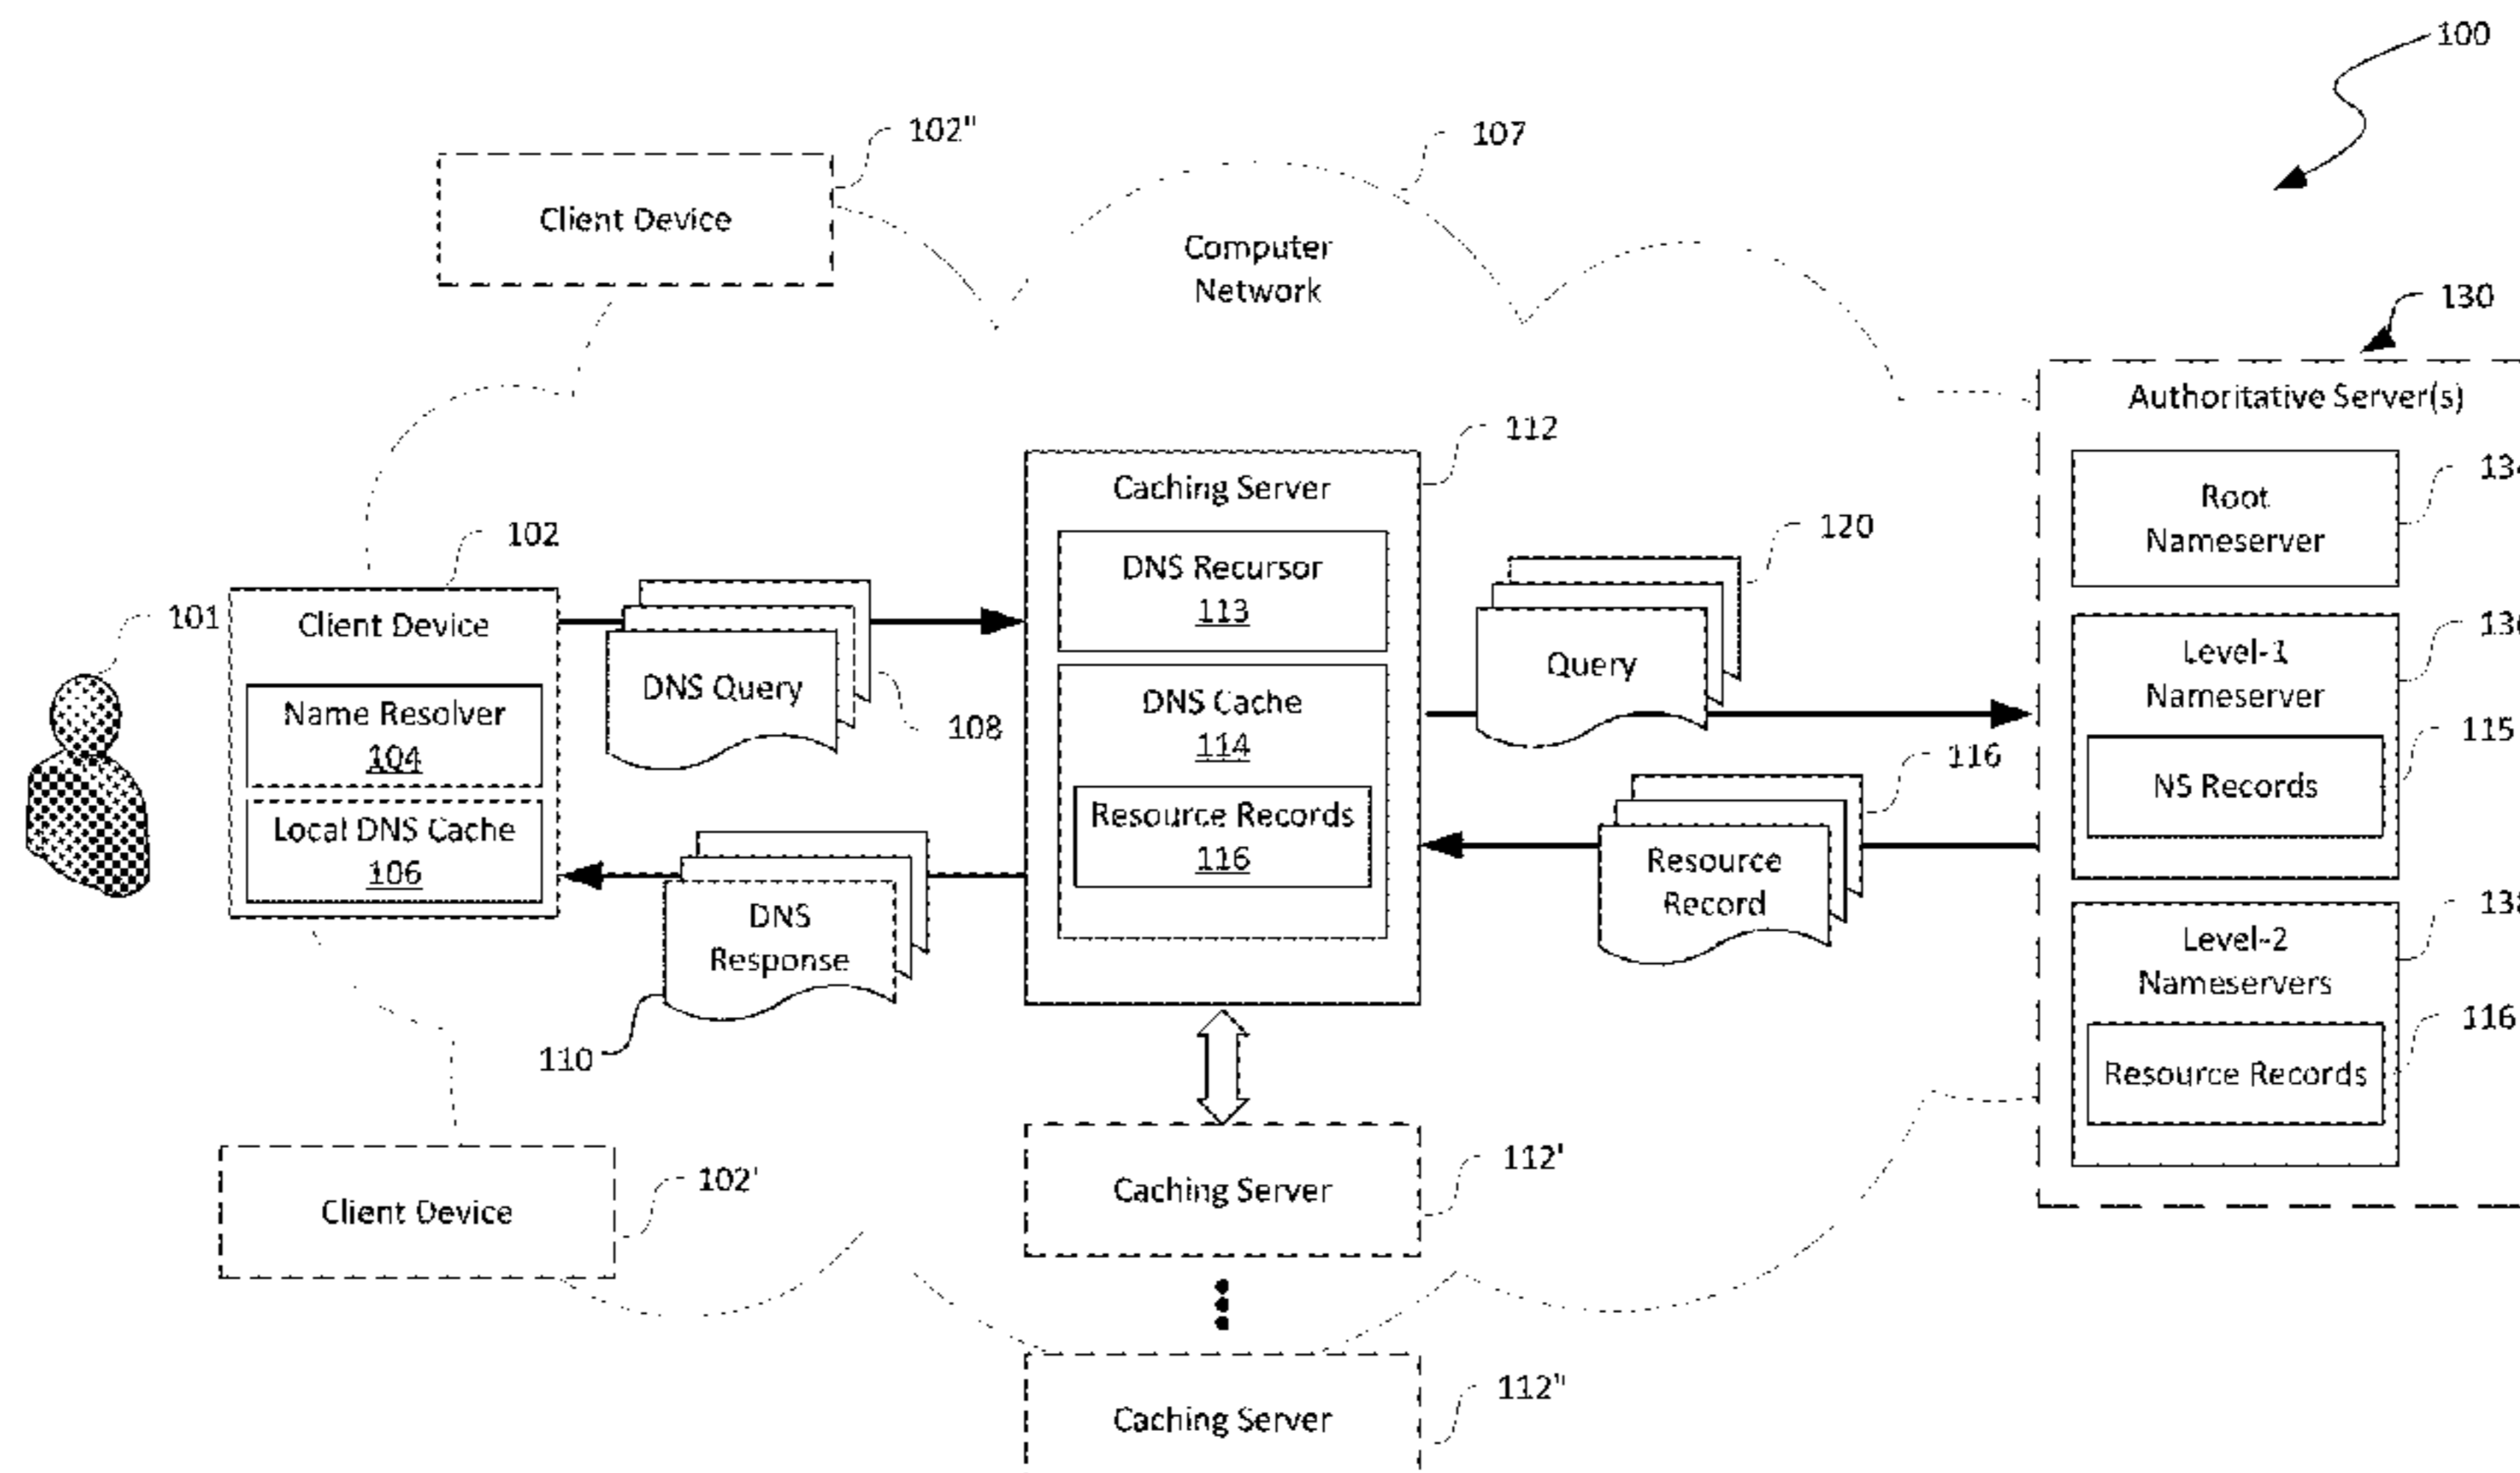 100
102"
107
Client Device
Computer
Network
130
Authoritative Server(s)
112
Caching Server
Root
Nameserver
102
120
DNS Recursor
113
101
Client Device
Level-1
Nameserver
Query
DNS Query
108
Name Resolver
104
DNS Cache
114
115
116
NS Records
Local DNS Cache
106
Resource Records
116
Resource
Record
DNS
Response
Level-2
Nameservers
110
116
Resource Records
112'
Caching Server
102'
Client Device
112"
Caching Server